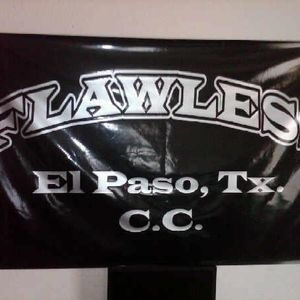 FLAWLESS
El Paso, Tx.
C.C.